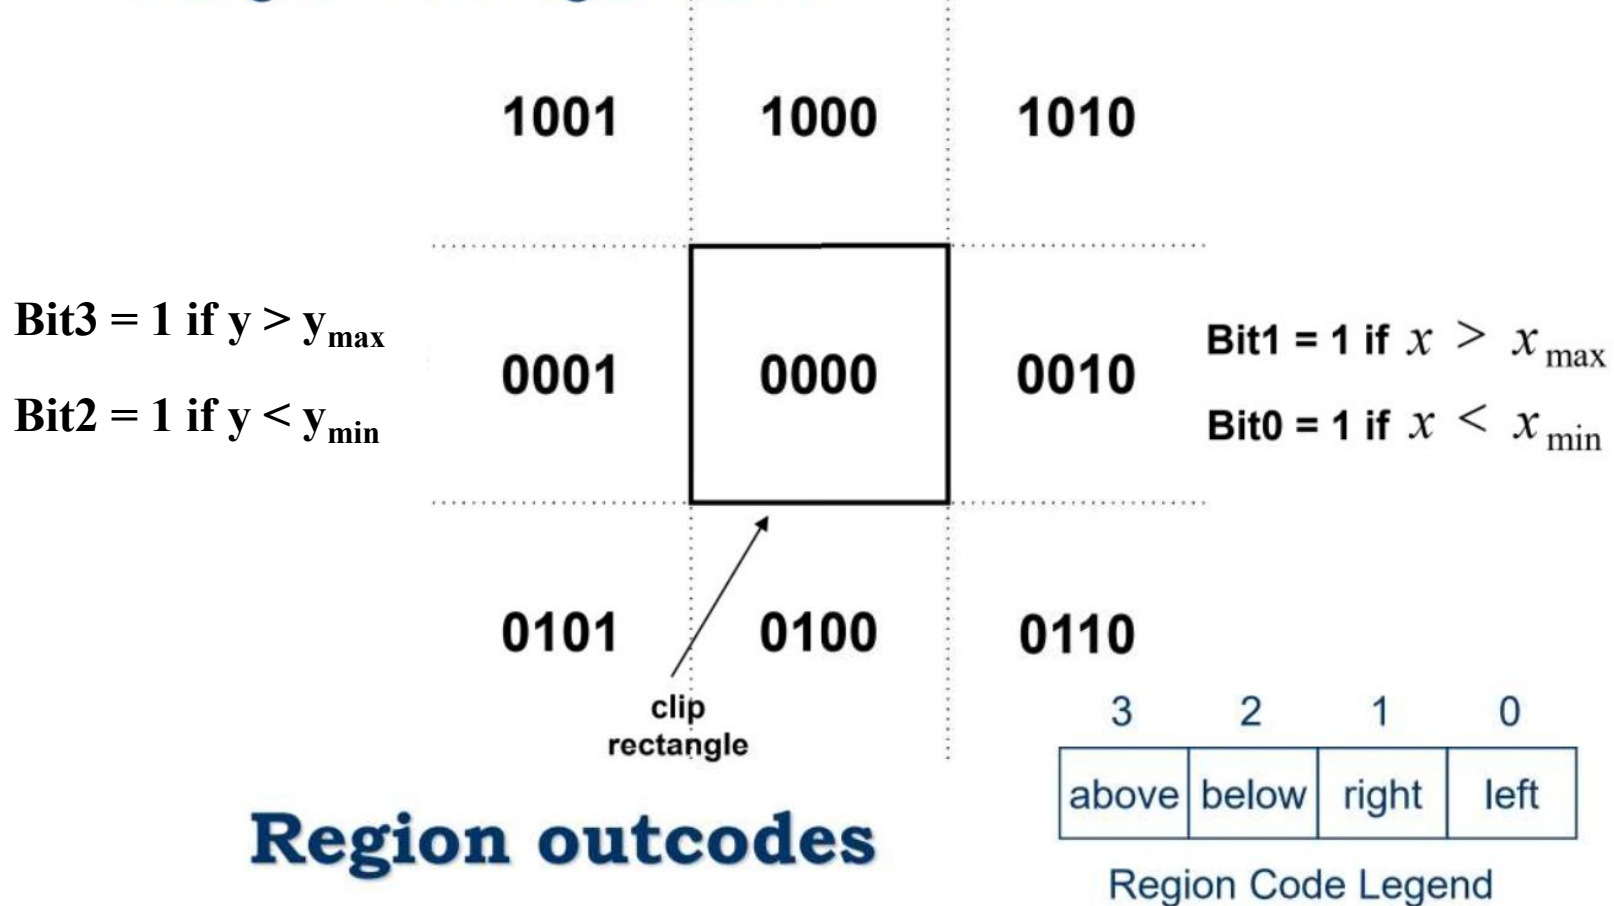 1001 1000 1010
Bit3 = 1 if y > ymax
Bit1 = 1 if x > xmax
0001 0000 0010
Bit2 = 1 if y < ymin
Bit0 = 1 if x < xmin
0101 0100 0110
clip
rectangle
3 2 1 0
above below right left
Region outcodes
Region Code Legend